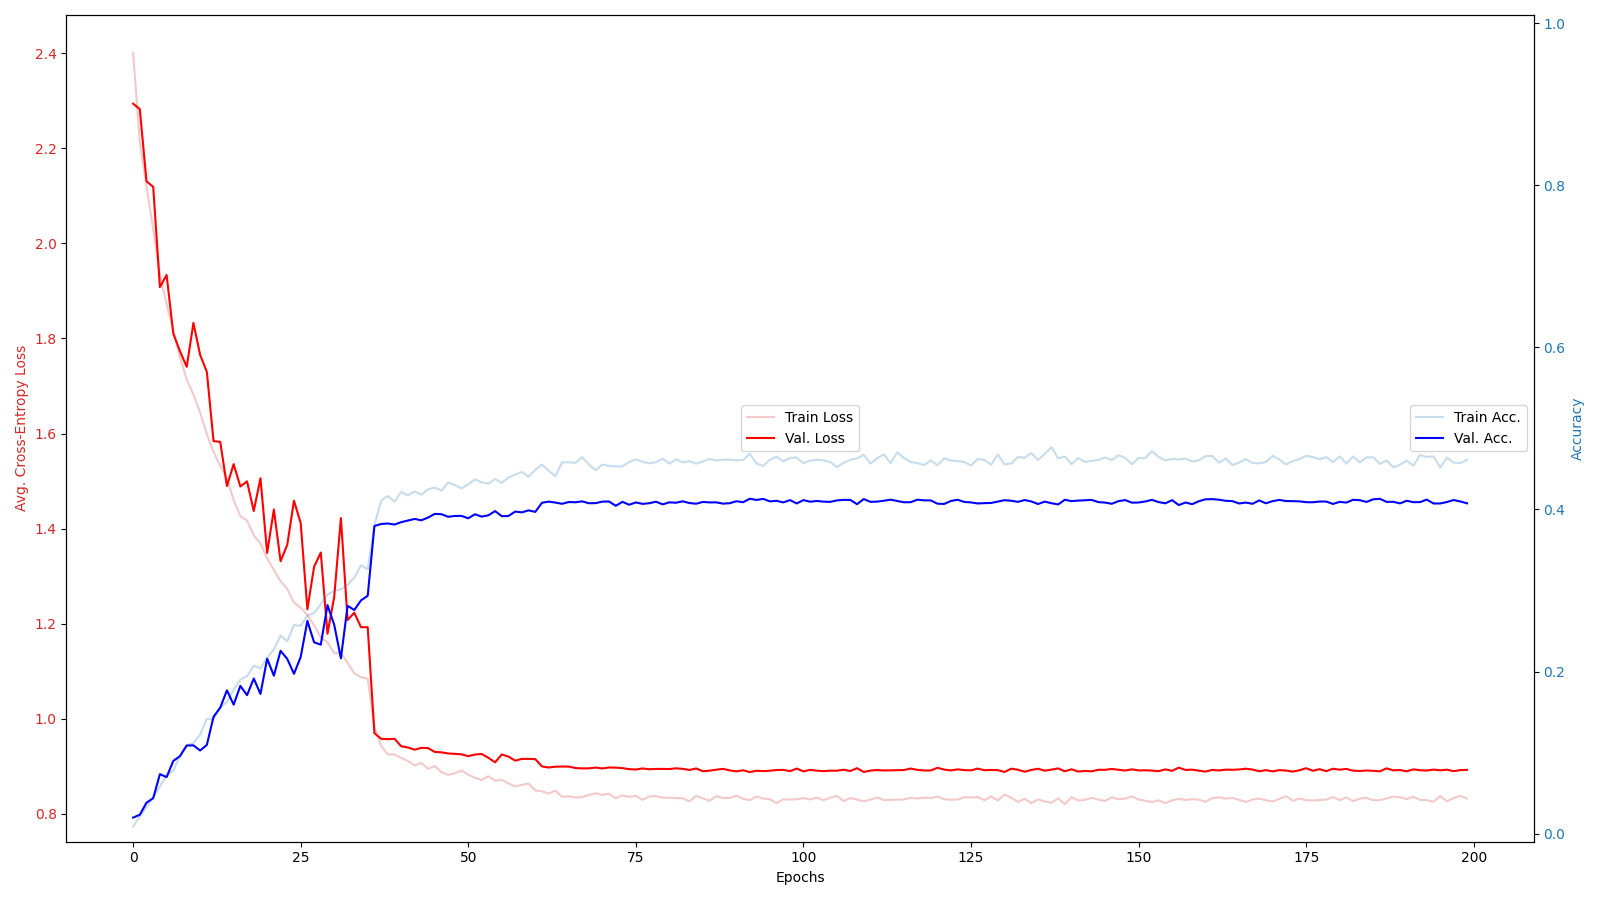 2.4
2.2
2.0
1.8
1.6
1.4
1.2
1.0
0.8
Avg. Cross-Entropy Loss
Train Loss
Val. Loss
Train Acc.
Val. Acc.
1.0
0.8
0.6
0.4
0.2
0.0
Accuracy
0 25 50 75 100 125 150 175 200
Epochs